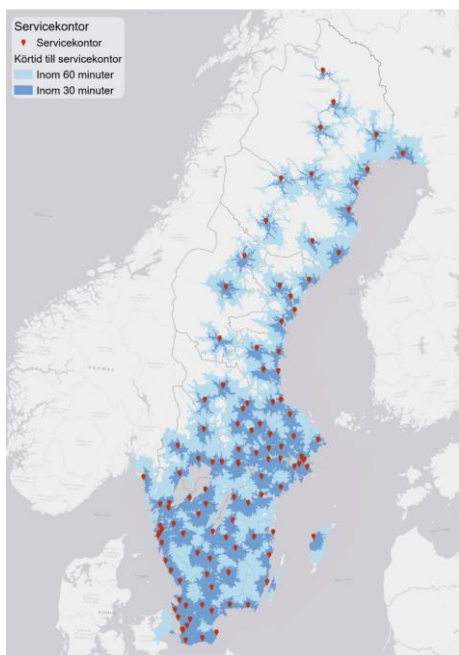 Servicekontor
Servicekontor
Körtid till servicekontor
Inom 60 minuter
Inom 30 minuter